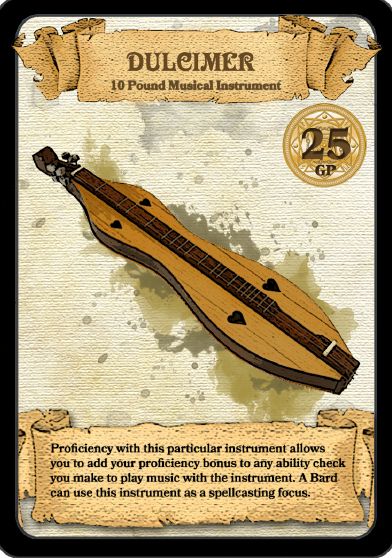 DULCIMER
10 Pound Musical Instrument
25
GP
Proficiency with this particular instrument allows
you to add your proficiency bonus to any ability check
you make to play music with the instrument. A Bard
can use this instrument as a spellcasting focus.